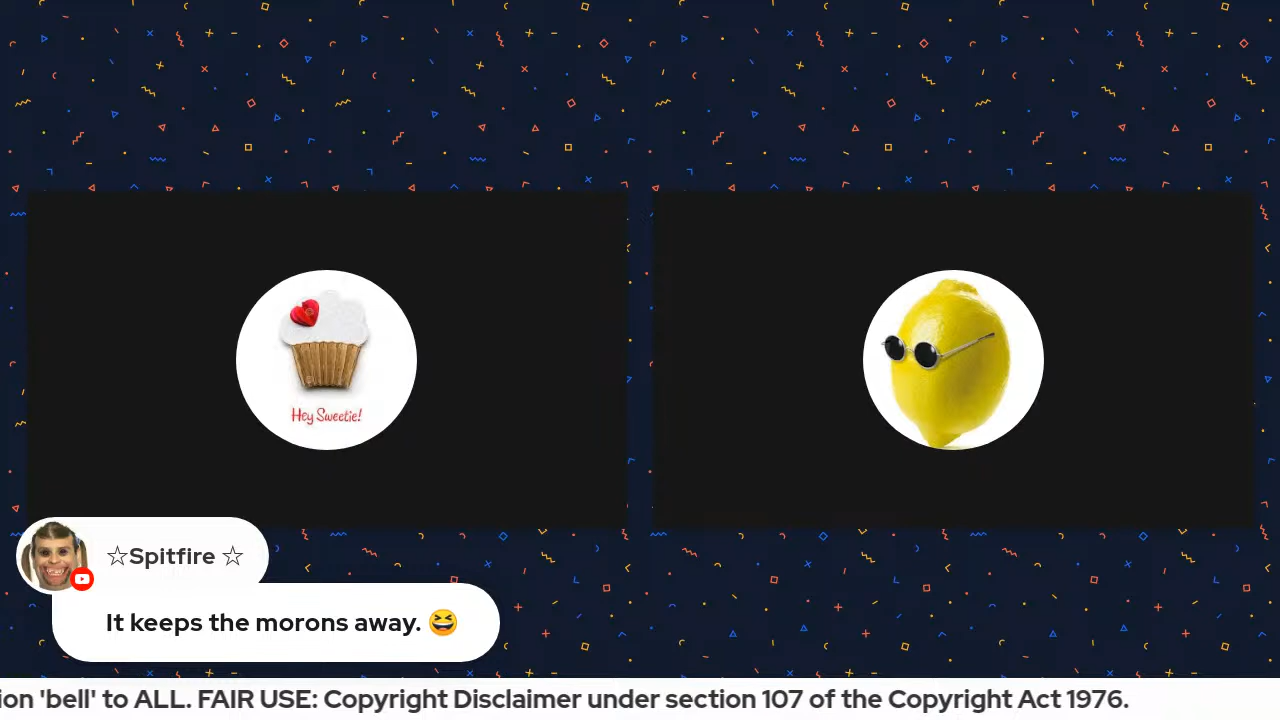 Hey Sweetie!
☆Spitfire ☆
It keeps the morons away. 😆
ion 'bell' to ALL. FAIR USE: Copyright Disclaimer under section 107 of the Copyright Act 1976.